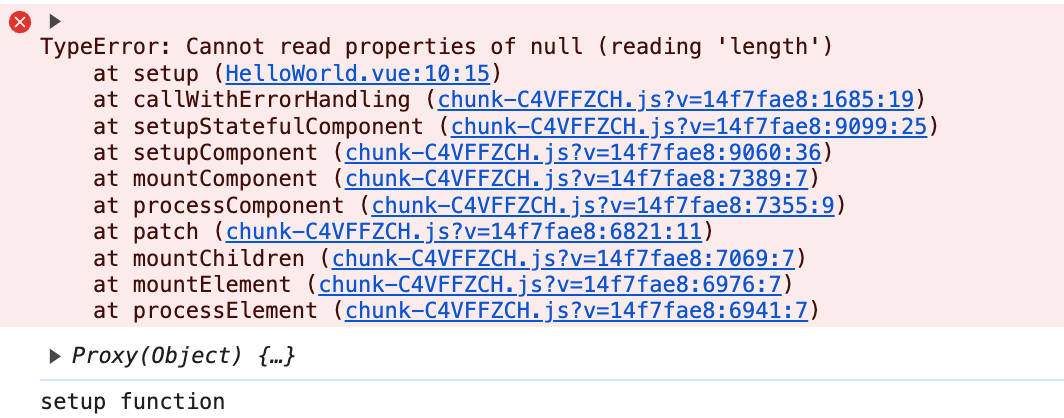 TypeError: Cannot read properties of null (reading 'length')
at setup (HelloWorld.vue:10:15)
at callWithErrorHandling (chunk-C4VFFZCH.js?v=14f7fae8:1685:19)
at setupStatefulComponent (chunk-C4VFFZCH.js?v=14f7fae8:9099:25)
at setupComponent (chunk-C4VFFZCH.js?v=14f7fae8:9060:36)
at mountComponent (chunk-C4VFFZCH.js?v=14f7fae8:7389:7)
at processComponent (chunk-C4VFFZCH.js?v=14f7fae8:7355:9)
at patch (chunk-C4VFFZCH.js?v=14f7fae8:6821:11)
at mountChildren (chunk-C4VFFZCH.js?v=14f7fae8:7069:7)
at mountElement (chunk-C4VFFZCH.js?v=14f7fae8:6976:7)
at processElement (chunk-C4VFFZCH.js?v=14f7fae8:6941:7)
Proxy(Object) {…}
setup function